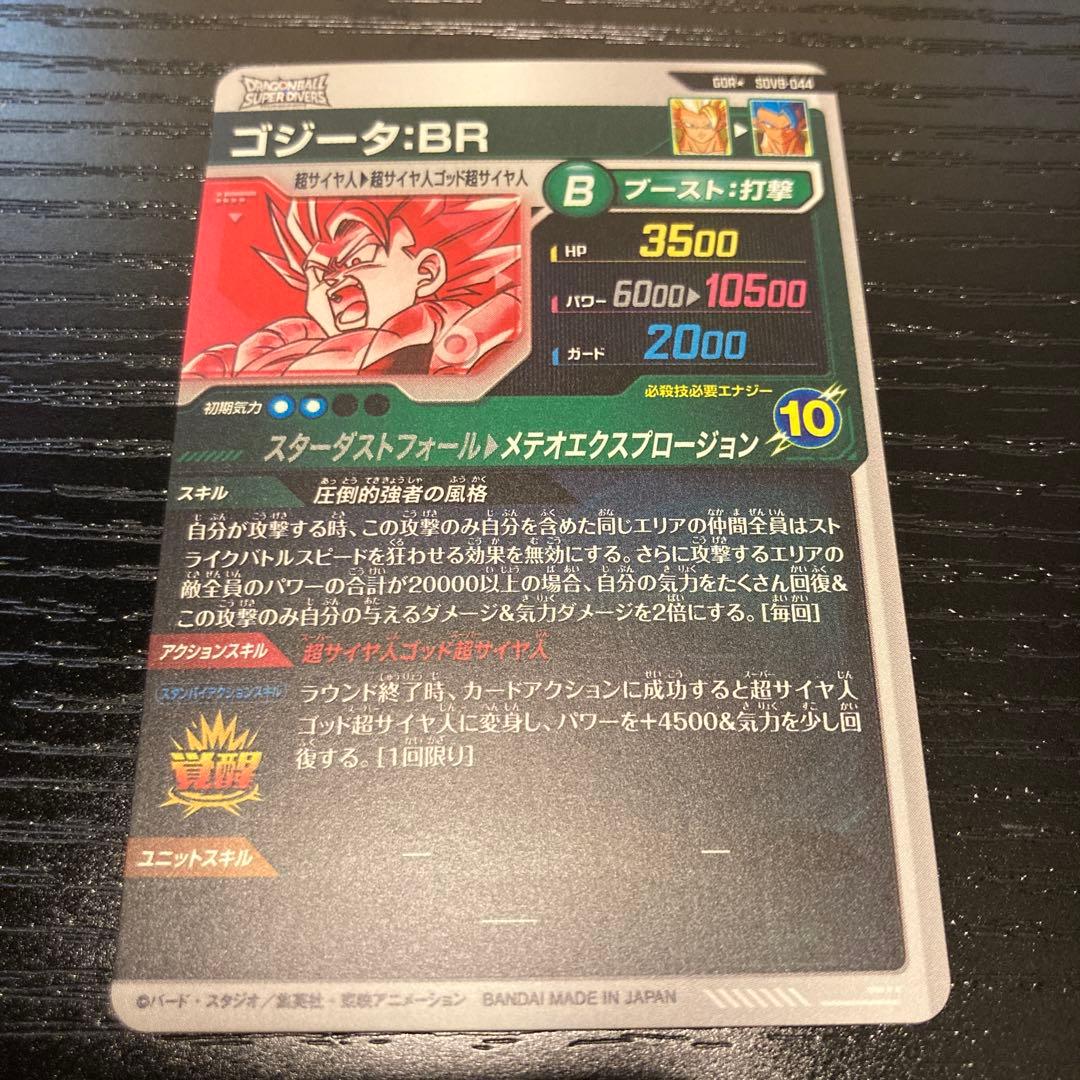 DRAGONBALL
SUPER DIVERS
GDR★ SDV9-044
ゴジータ:BR
超サイヤ人▶超サイヤ人ゴッド超サイヤ人
B ブースト:打撃
HP 3500
パワー 6000▶10500
ガード 2000
初期気力
必殺技必要エナジー
10
スターダストフォール▶メテオエクスプロージョン
スキル 圧倒的強者の風格
自分が攻撃する時、この攻撃のみ自分を含めた同じエリアの仲間全員はスト
ライクバトルスピードを狂わせる効果を無効にする。さらに攻撃するエリアの
敵全員のパワーの合計が20000以上の場合、自分の気力をたくさん回復&
この攻撃のみ自分の与えるダメージ&気力ダメージを2倍にする。[毎回]
アクションスキル 超サイヤ人ゴッド超サイヤ人
スタンバイアクションスキル
ラウンド終了時、カードアクションに成功すると超サイヤ人
ゴッド超サイヤ人に変身し、パワーを+4500&気力を少し回
復する。[1回限り]
覚醒
ユニットスキル
©バード・スタジオ/集英社・東映アニメーション BANDAI MADE IN JAPAN